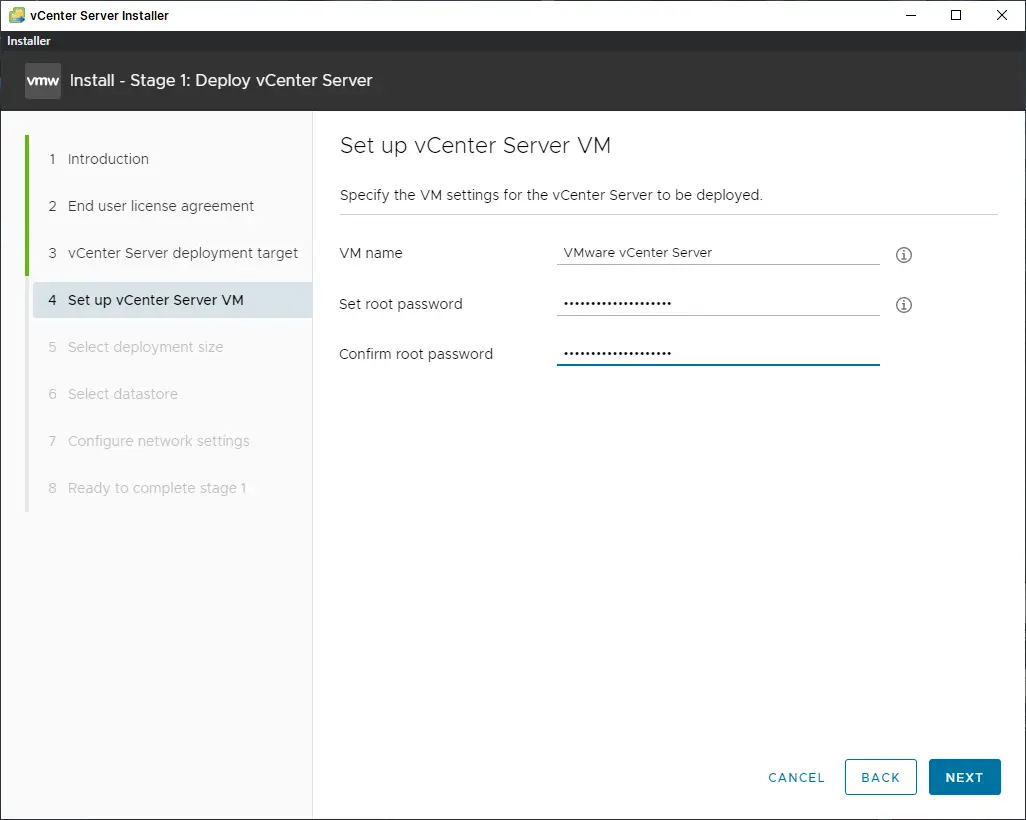 vCenter Server Installer
Installer
vmw Install - Stage 1: Deploy vCenter Server
1 Introduction
2 End user license agreement
3 vCenter Server deployment target
4 Set up vCenter Server VM
5 Select deployment size
6 Select datastore
7 Configure network settings
8 Ready to complete stage 1
Set up vCenter Server VM
Specify the VM settings for the vCenter Server to be deployed.
VM name VMware vCenter Server
Set root password ••••••••••••••••••••
Confirm root password ••••••••••••••••••••
CANCEL BACK NEXT